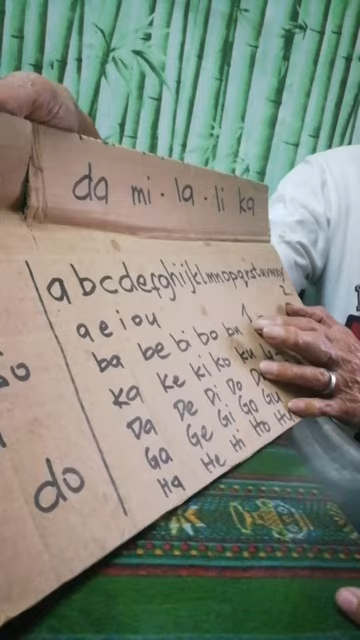 da mi · la · li ka
abcdefghijklmnopqrstuvwxyz
a e i o u
ba be bi bo bu
ka ke ki ko ku
Da De Di Do
Ga Ge Gi Go Gu
Ha He Hi Ho Hu
do